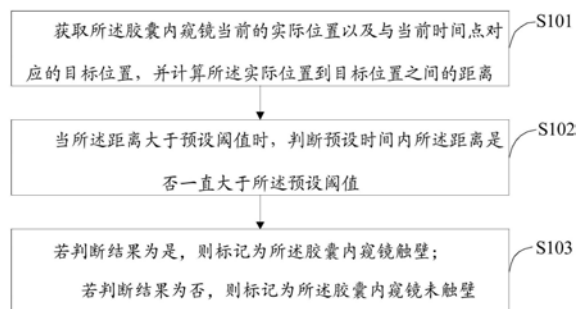 获取所述胶囊内窥镜当前的实际位置以及与当前时间点对
应的目标位置，并计算所述实际位置到目标位置之间的距离
S101
当所述距离大于预设阈值时，判断预设时间内所述距离是
否一直大于所述预设阈值
S102
若判断结果为是，则标记为所述胶囊内窥镜触壁；
若判断结果为否，则标记为所述胶囊内窥镜未触壁
S103